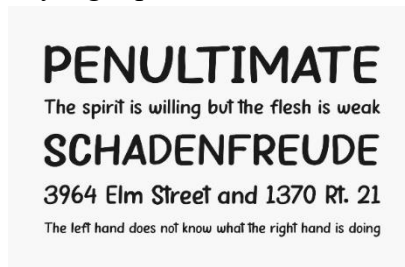 PENULTIMATE
The spirit is willing but the flesh is weak
SCHADENFREUDE
3964 Elm Street and 1370 Rt. 21
The left hand does not know what the right hand is doing